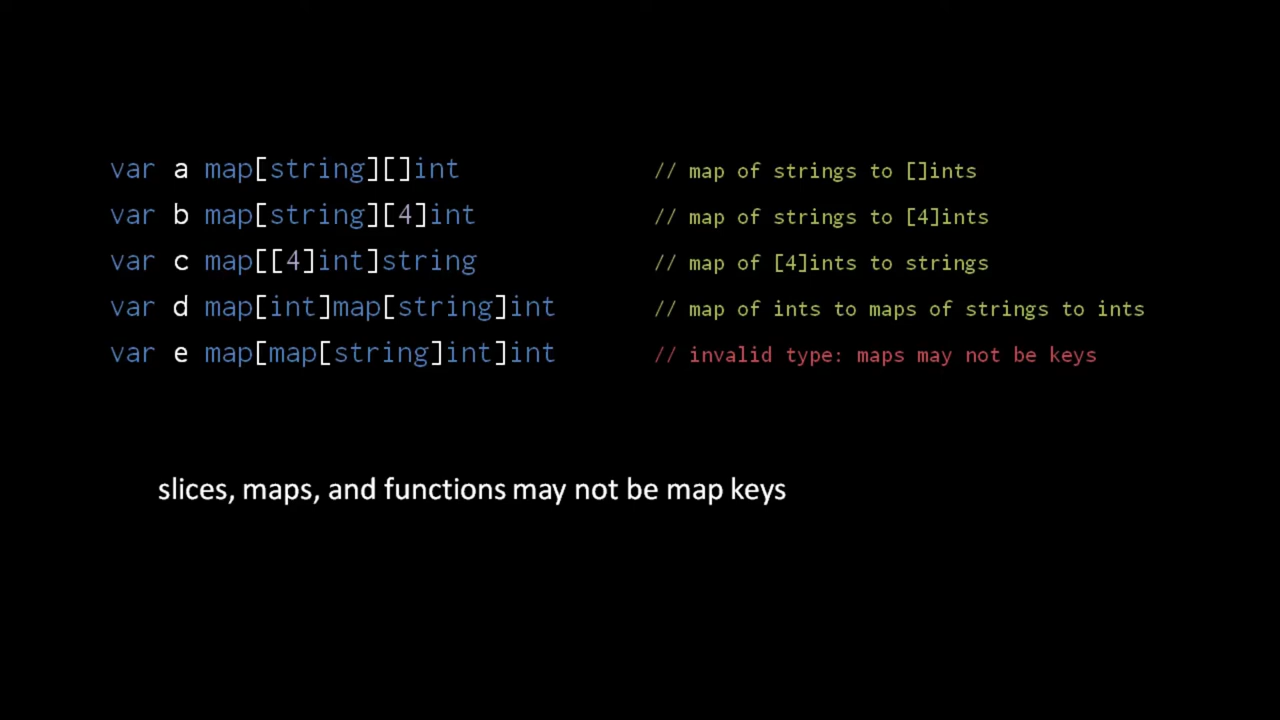 var a map[string][]int // map of strings to []ints
var b map[string][4]int // map of strings to [4]ints
var c map[[4]int]string // map of [4]ints to strings
var d map[int]map[string]int // map of ints to maps of strings to ints
var e map[map[string]int]int // invalid type: maps may not be keys
slices, maps, and functions may not be map keys